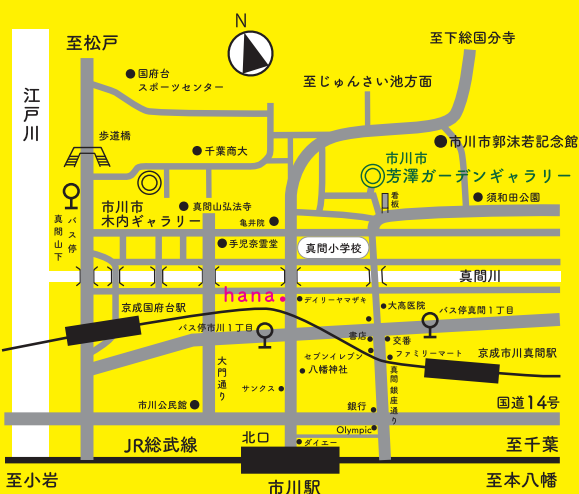 N
至松戸
至下総国分寺
国府台
スポーツセンター
至じゅんさい池方面
江戸川
歩道橋
千葉商大
市川市郭沫若記念館
市川市
芳澤ガーデンギャラリー
看板
須和田公園
真間山下
バス停
市川市
木内ギャラリー
真間山弘法寺
亀井院
手児奈霊堂
真間小学校
真間川
hana
デイリーヤマザキ
大高医院
京成国府台駅
バス停市川1丁目
バス停真間1丁目
書店
交番
セブンイレブン
ファミリーマート
京成市川真間駅
八幡神社
大門通り
真間銀座通り
サンクス
市川公民館
銀行
国道14号
Olympic
北口
ダイエー
JR総武線
至千葉
至小岩
市川駅
至本八幡